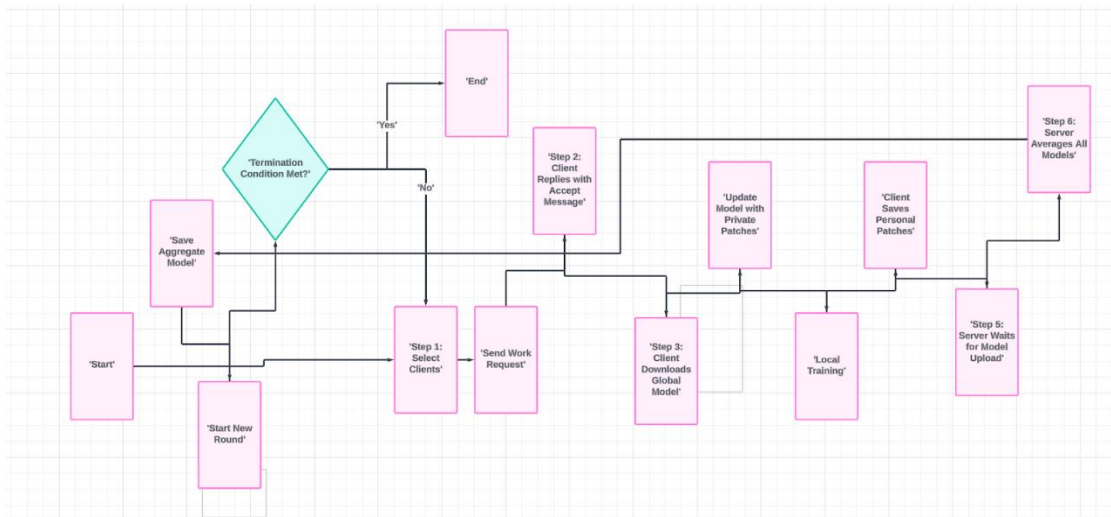 'End'
'Yes'
'Step 6:
Server
Averages All
Models'
'Step 2:
Client
Replies with
Accept
Message'
'Termination
Condition Met?'
'No'
'Update
Model with
Private
Patches'
'Client
Saves
Personal
Patches'
'Save
Aggregate
Model'
'Start'
'Step 1:
Select
Clients'
'Send Work
Request'
'Step 3:
Client
Downloads
Global
Model'
'Local
Training'
'Step 5:
Server Waits
for Model
Upload'
'Start New
Round'